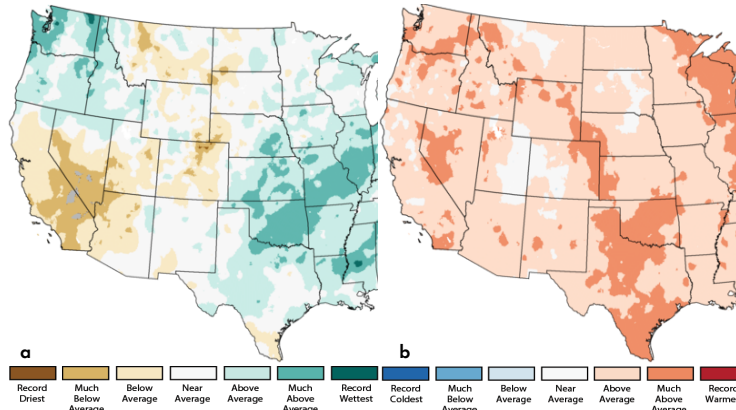 a
b
Record Driest
Much Below Average
Below Average
Near Average
Above Average
Much Above Average
Record Wettest
Record Coldest
Much Below Average
Below Average
Near Average
Above Average
Much Above Average
Record Warme